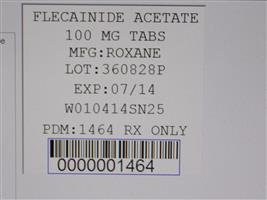 FLECAINIDE ACETATE
100 MG TABS
MFG:ROXANE
LOT:360828P
EXP:07/14
W010414SN25
PDM:1464 RX ONLY
0000001464